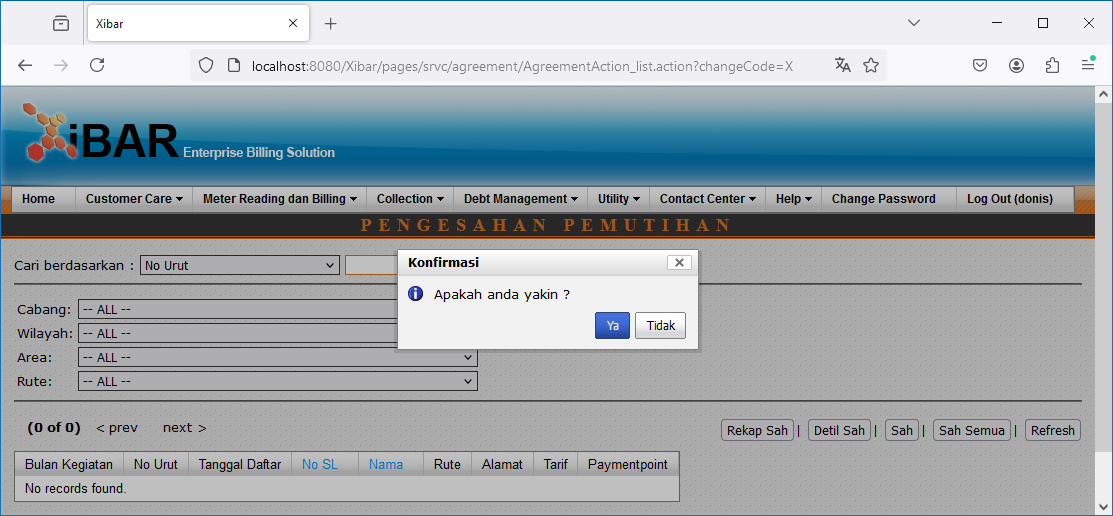 Xibar
localhost:8080/Xibar/pages/srvc/agreement/AgreementAction_list.action?changeCode=X
iBAR Enterprise Billing Solution
Home Customer Care Meter Reading dan Billing Collection Debt Management Utility Contact Center Help Change Password Log Out (donis)
PENGESAHAN PEMUTIHAN
Cari berdasarkan : No Urut
Konfirmasi
Apakah anda yakin ?
Ya Tidak
Cabang: -- ALL --
Wilayah: -- ALL --
Area: -- ALL --
Rute: -- ALL --
(0 of 0) < prev next > Rekap Sah | Detil Sah | Sah | Sah Semua | Refresh
Bulan Kegiatan No Urut Tanggal Daftar No SL Nama Rute Alamat Tarif Paymentpoint
No records found.